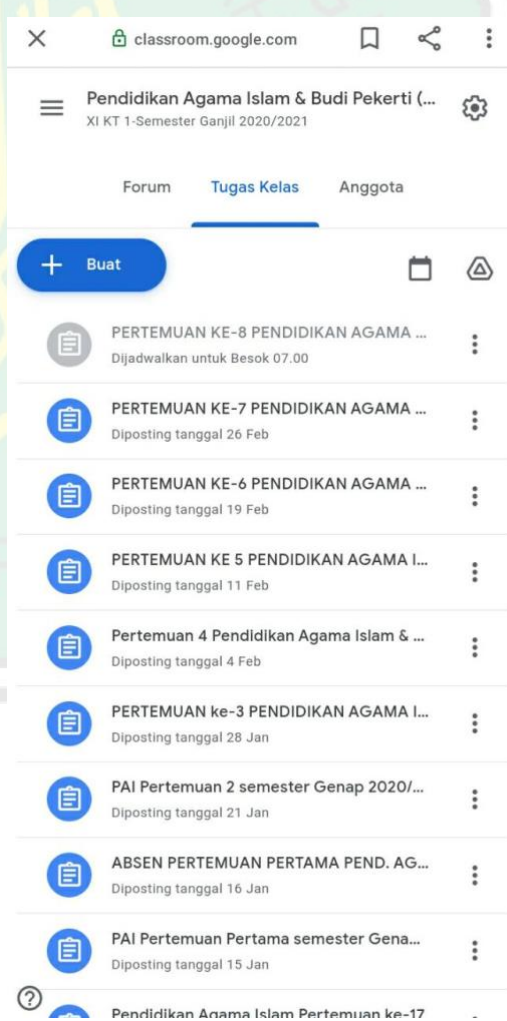 classroom.google.com
Pendidikan Agama Islam & Budi Pekerti (...
XI KT 1-Semester Ganjil 2020/2021
Forum Tugas Kelas Anggota
Buat
PERTEMUAN KE-8 PENDIDIKAN AGAMA ...
Dijadwalkan untuk Besok 07.00
PERTEMUAN KE-7 PENDIDIKAN AGAMA ...
Diposting tanggal 26 Feb
PERTEMUAN KE-6 PENDIDIKAN AGAMA ...
Diposting tanggal 19 Feb
PERTEMUAN KE 5 PENDIDIKAN AGAMA I...
Diposting tanggal 11 Feb
Pertemuan 4 Pendidikan Agama Islam & ...
Diposting tanggal 4 Feb
PERTEMUAN ke-3 PENDIDIKAN AGAMA I...
Diposting tanggal 28 Jan
PAI Pertemuan 2 semester Genap 2020/...
Diposting tanggal 21 Jan
ABSEN PERTEMUAN PERTAMA PEND. AG...
Diposting tanggal 16 Jan
PAI Pertemuan Pertama semester Gena...
Diposting tanggal 15 Jan
Pendidikan Agama Islam Pertemuan ke-17